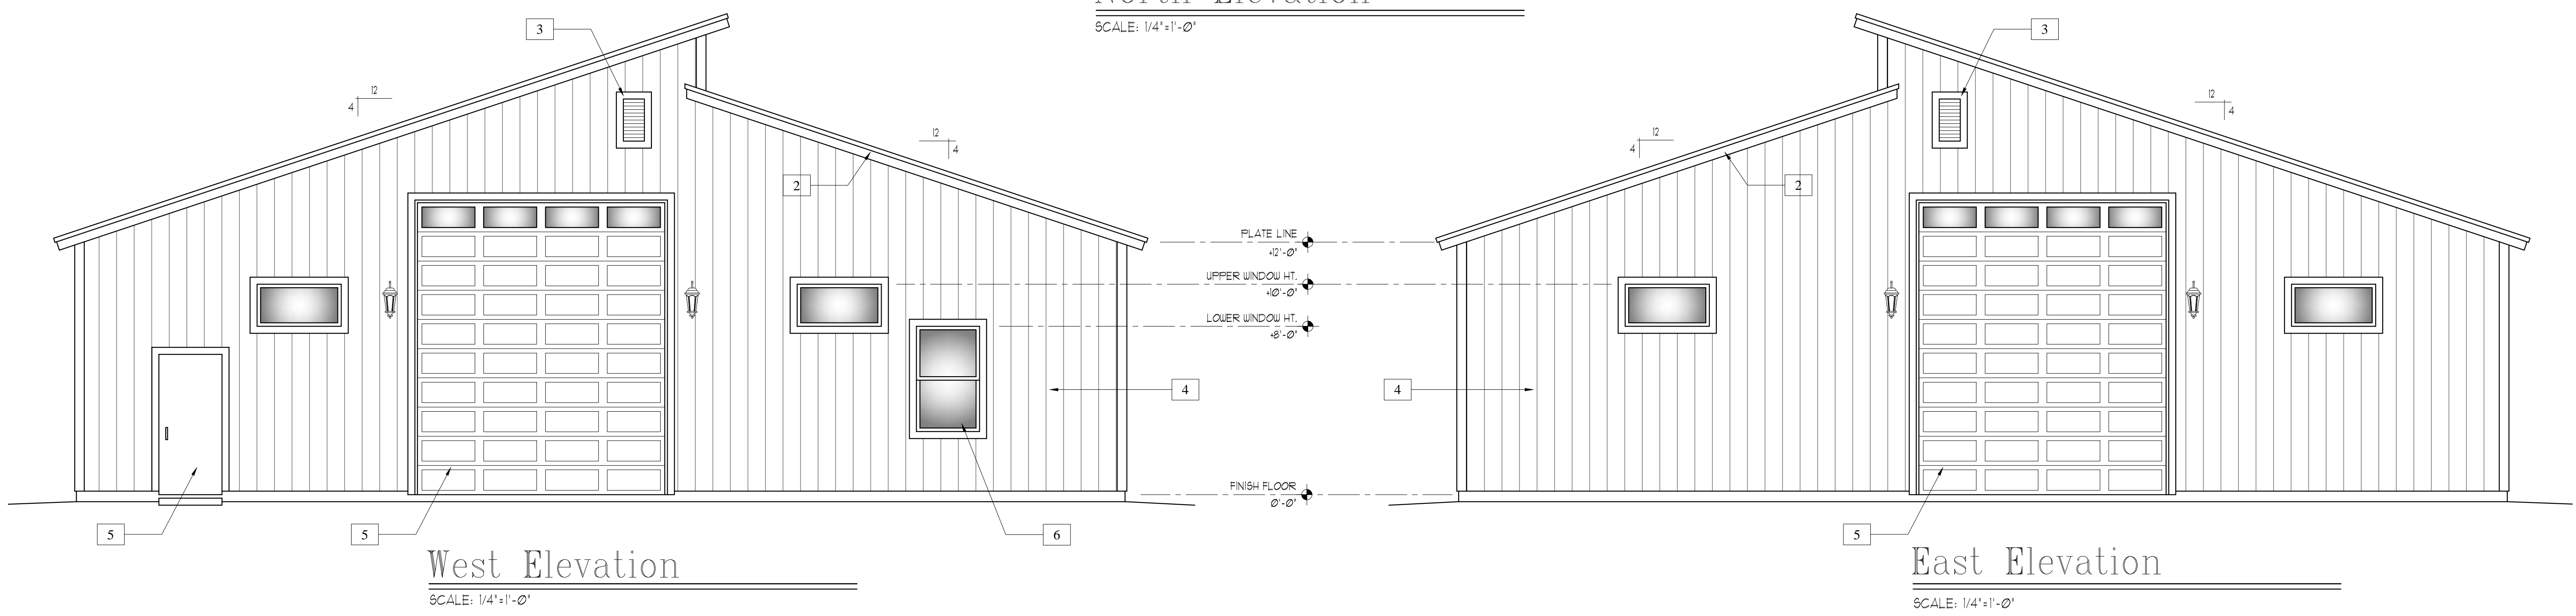 North Elevation
SCALE: 1/4"=1'-0"
3
3
12
4
12
4
12
4
12
4
2
2
PLATE LINE
+12'-0"
UPPER WINDOW HT.
+10'-0"
LOWER WINDOW HT.
+8'-0"
4
4
FINISH FLOOR
0'-0"
5
5
6
5
West Elevation
SCALE: 1/4"=1'-0"
East Elevation
SCALE: 1/4"=1'-0"